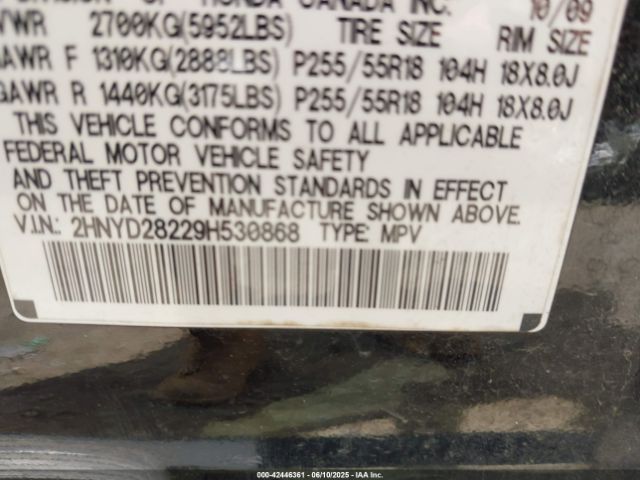 HONDA CANADA INC. 10/09
VWR 2700KG(5952LBS) TIRE SIZE RIM SIZE
GAWR F 1310KG(2888LBS) P255/55R18 104H 18X8.0J
GAWR R 1440KG(3175LBS) P255/55R18 104H 18X8.0J
THIS VEHICLE CONFORMS TO ALL APPLICABLE
FEDERAL MOTOR VEHICLE SAFETY
AND THEFT PREVENTION STANDARDS IN EFFECT
ON THE DATE OF MANUFACTURE SHOWN ABOVE.
V.I.N.: 2HNYD28229H530868 TYPE: MPV
000-42446361 - 06/10/2025 - IAA Inc.